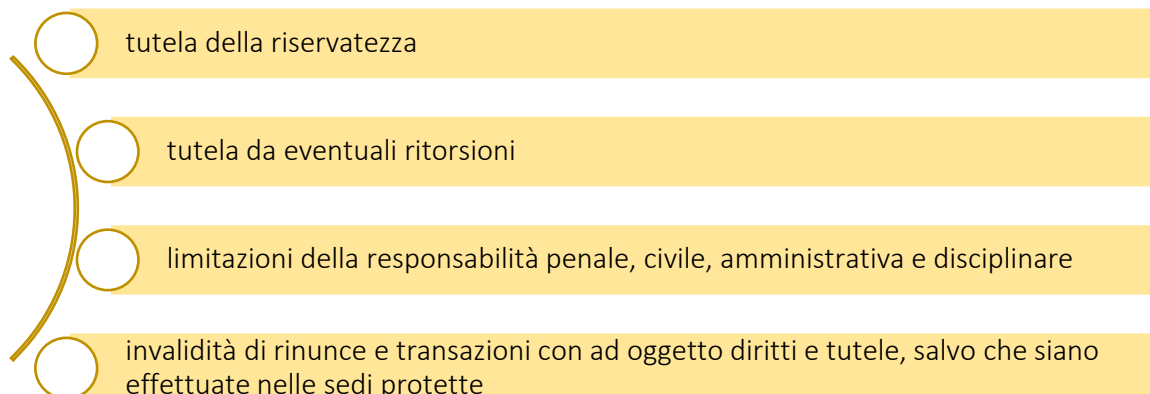 tutela della riservatezza
tutela da eventuali ritorsioni
limitazioni della responsabilità penale, civile, amministrativa e disciplinare
invalidità di rinunce e transazioni con ad oggetto diritti e tutele, salvo che siano
effettuate nelle sedi protette